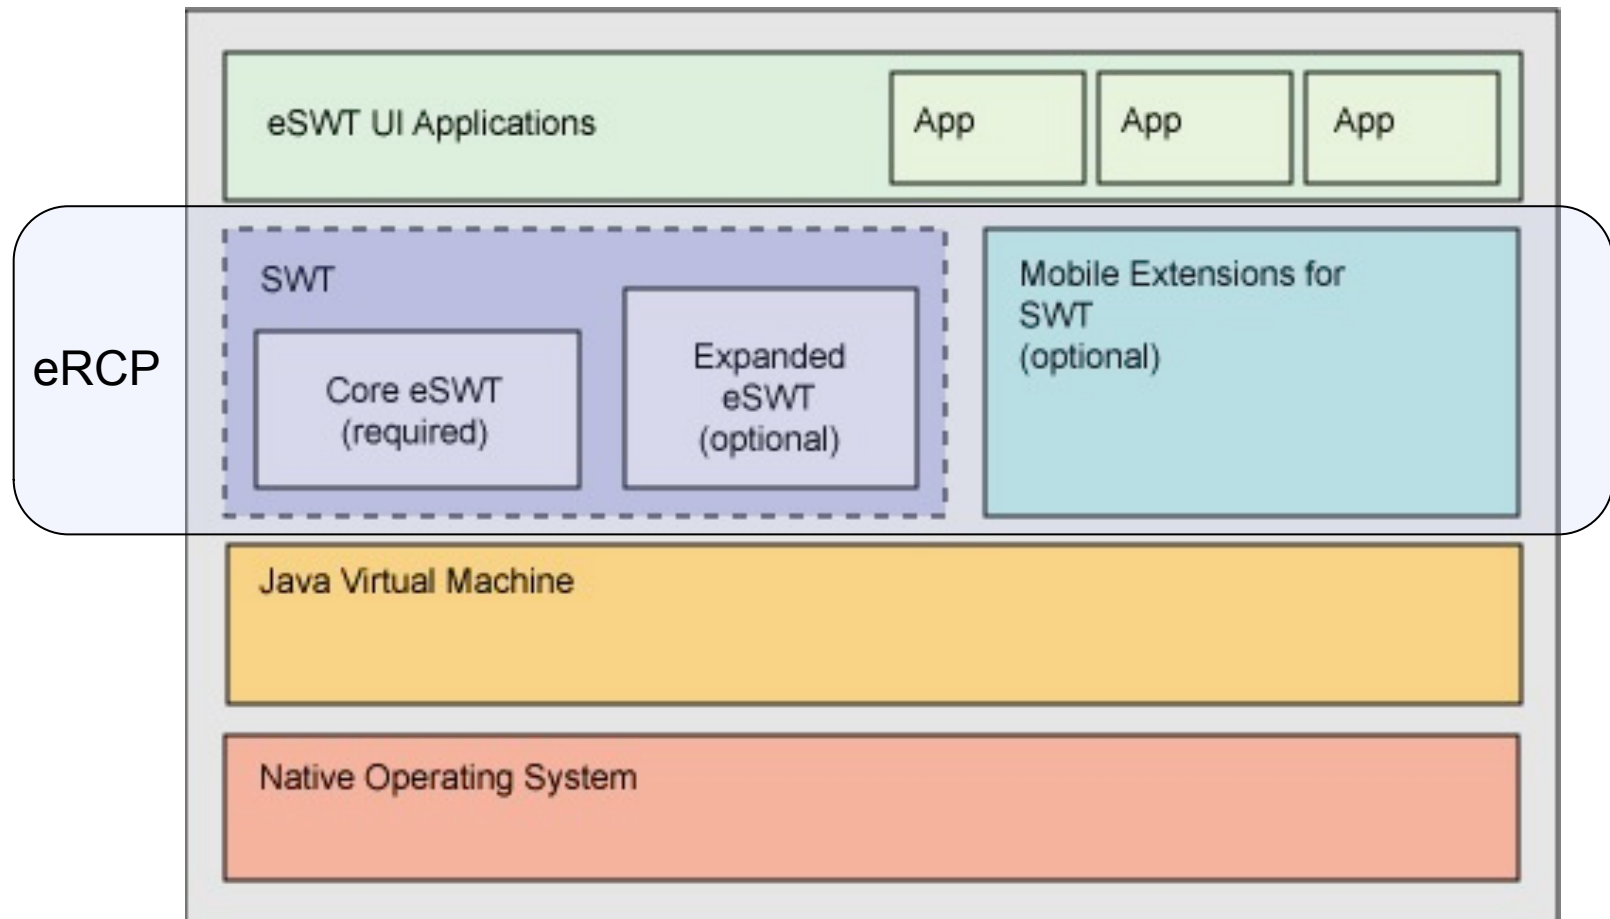 eSWT UI Applications
App
App
App
eRCP
SWT
Core eSWT
(required)
Expanded
eSWT
(optional)
Mobile Extensions for
SWT
(optional)
Java Virtual Machine
Native Operating System